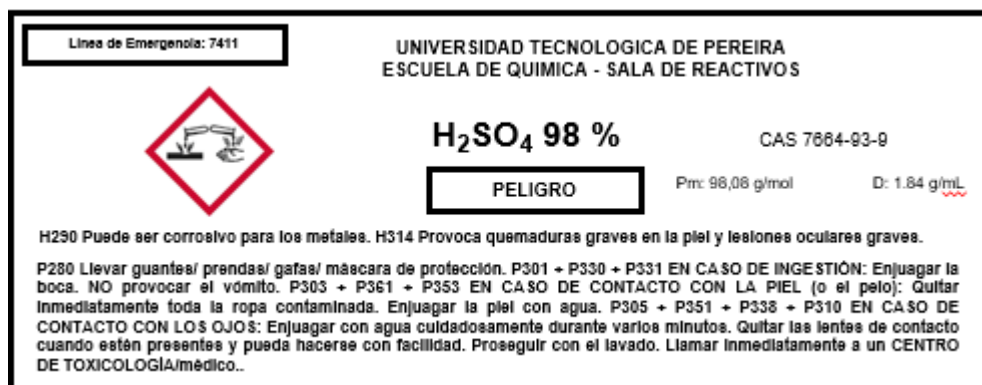 Línea de Emergencia: 7411
UNIVERSIDAD TECNOLOGICA DE PEREIRA
ESCUELA DE QUIMICA - SALA DE REACTIVOS
H₂SO₄ 98 %
CAS 7664-93-9
PELIGRO
Pm: 98,08 g/mol
D: 1.84 g/mL
H290 Puede ser corrosivo para los metales. H314 Provoca quemaduras graves en la piel y lesiones oculares graves.
P280 Llevar guantes/ prendas/ gafas/ máscara de protección. P301 + P330 + P331 EN CASO DE INGESTIÓN: Enjuagar la
boca. NO provocar el vómito. P303 + P361 + P353 EN CASO DE CONTACTO CON LA PIEL (o el pelo): Quitar
inmediatamente toda la ropa contaminada. Enjuagar la piel con agua. P305 + P351 + P338 + P310 EN CASO DE
CONTACTO CON LOS OJOS: Enjuagar con agua cuidadosamente durante varios minutos. Quitar las lentes de contacto
cuando estén presentes y pueda hacerse con facilidad. Proseguir con el lavado. Llamar inmediatamente a un CENTRO
DE TOXICOLOGÍA/médico..